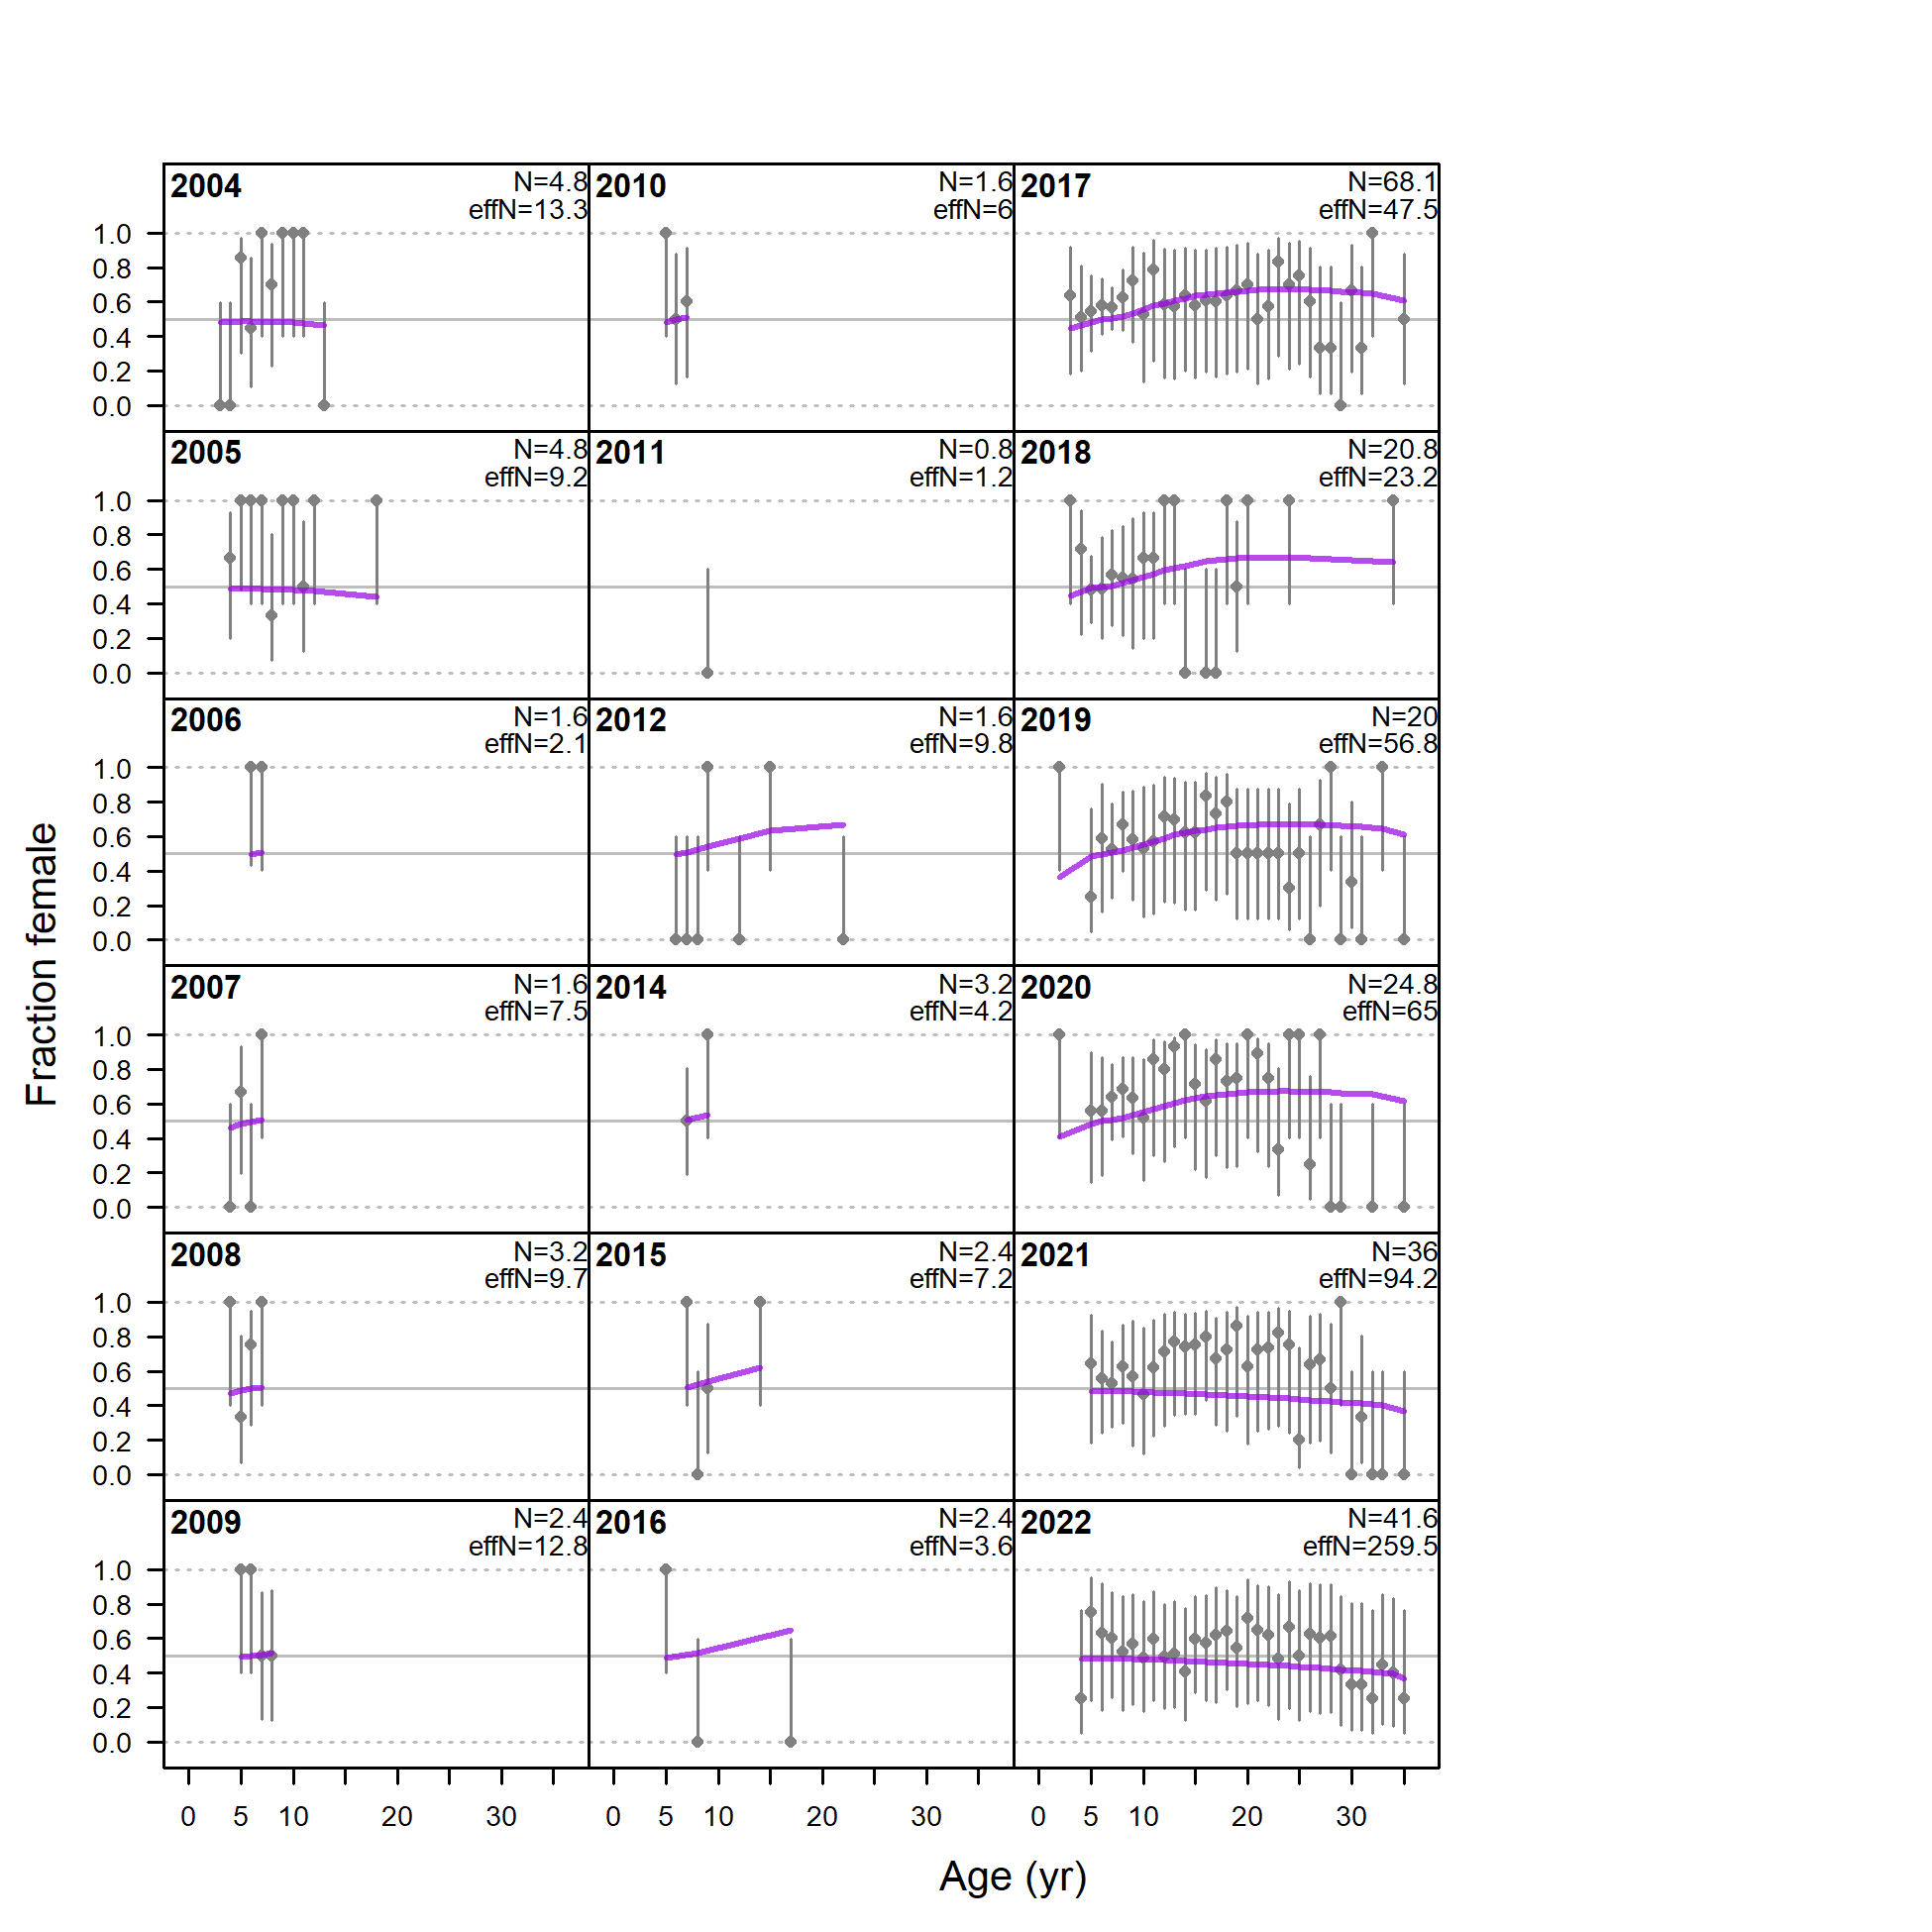 2004
N=4.8
effN=13.3
2010
N=1.6
effN=6
2017
N=68.1
effN=47.5
1.0
0.8
0.6
0.4
0.2
0.0
2005
N=4.8
effN=9.2
2011
N=0.8
effN=1.2
2018
N=20.8
effN=23.2
1.0
0.8
0.6
0.4
0.2
0.0
2006
N=1.6
effN=2.1
2012
N=1.6
effN=9.8
2019
N=20
effN=56.8
1.0
0.8
0.6
0.4
0.2
0.0
2007
N=1.6
effN=7.5
2014
N=3.2
effN=4.2
2020
N=24.8
effN=65
1.0
0.8
0.6
0.4
0.2
0.0
2008
N=3.2
effN=9.7
2015
N=2.4
effN=7.2
2021
N=36
effN=94.2
1.0
0.8
0.6
0.4
0.2
0.0
2009
N=2.4
effN=12.8
2016
N=2.4
effN=3.6
2022
N=41.6
effN=259.5
1.0
0.8
0.6
0.4
0.2
0.0
0 5 10 20 30
0 5 10 20 30
0 5 10 20 30
Fraction female
Age (yr)